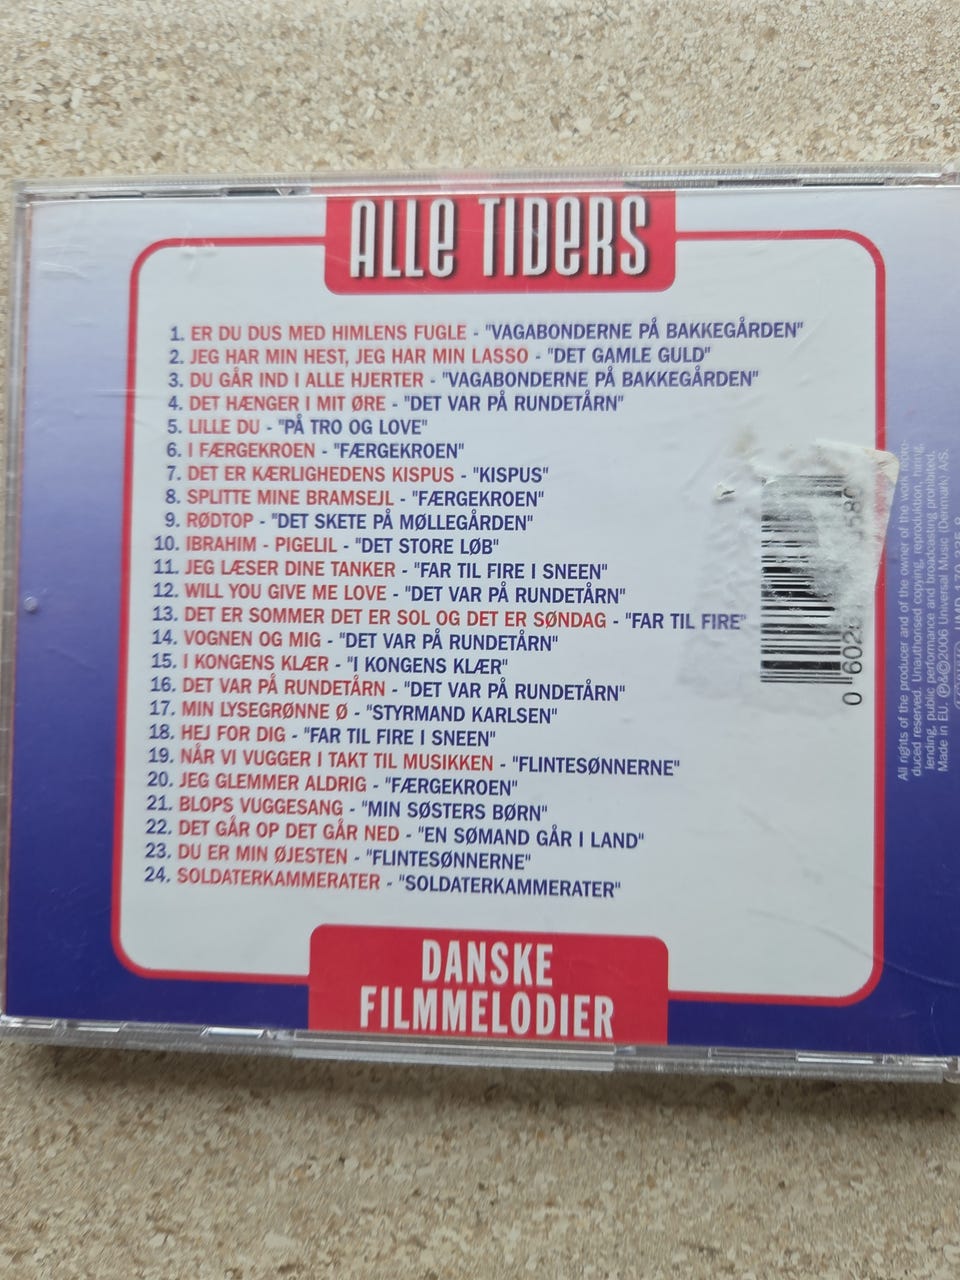 ALLE TIDERS
1. ER DU DUS MED HIMLENS FUGLE - "VAGABONDERNE PÅ BAKKEGÅRDEN"
2. JEG HAR MIN HEST, JEG HAR MIN LASSO - "DET GAMLE GULD"
3. DU GÅR IND I ALLE HJERTER - "VAGABONDERNE PÅ BAKKEGÅRDEN"
4. DET HÆNGER I MIT ØRE - "DET VAR PÅ RUNDETÅRN"
5. LILLE DU - "PÅ TRO OG LOVE"
6. I FÆRGEKROEN - "FÆRGEKROEN"
7. DET ER KÆRLIGHEDENS KISPUS - "KISPUS"
8. SPLITTE MINE BRAMSEJL - "FÆRGEKROEN"
9. RØDTOP - "DET SKETE PÅ MØLLEGÅRDEN"
10. IBRAHIM - PIGELIL - "DET STORE LØB"
11. JEG LÆSER DINE TANKER - "FAR TIL FIRE I SNEEN"
12. WILL YOU GIVE ME LOVE - "DET VAR PÅ RUNDETÅRN"
13. DET ER SOMMER DET ER SOL OG DET ER SØNDAG - "FAR TIL FIRE"
14. VOGNEN OG MIG - "DET VAR PÅ RUNDETÅRN"
15. I KONGENS KLÆR - "I KONGENS KLÆR"
16. DET VAR PÅ RUNDETÅRN - "DET VAR PÅ RUNDETÅRN"
17. MIN LYSEGRØNNE Ø - "STYRMAND KARLSEN"
18. HEJ FOR DIG - "FAR TIL FIRE I SNEEN"
19. NÅR VI VUGGER I TAKT TIL MUSIKKEN - "FLINTESØNNERNE"
20. JEG GLEMMER ALDRIG - "FÆRGEKROEN"
21. BLOPS VUGGESANG - "MIN SØSTERS BØRN"
22. DET GÅR OP DET GÅR NED - "EN SØMAND GÅR I LAND"
23. DU ER MIN ØJESTEN - "FLINTESØNNERNE"
24. SOLDATERKAMMERATER - "SOLDATERKAMMERATER"
DANSKE
FILMMELODIER
All rights of the producer and of the owner of the work repro-
duced reserved. Unauthorised copying, reproduktion, hiring,
lending, public performance and broadcasting prohibited.
Made in EU. ℗&©2006 Universal Music (Denmark) A/S.